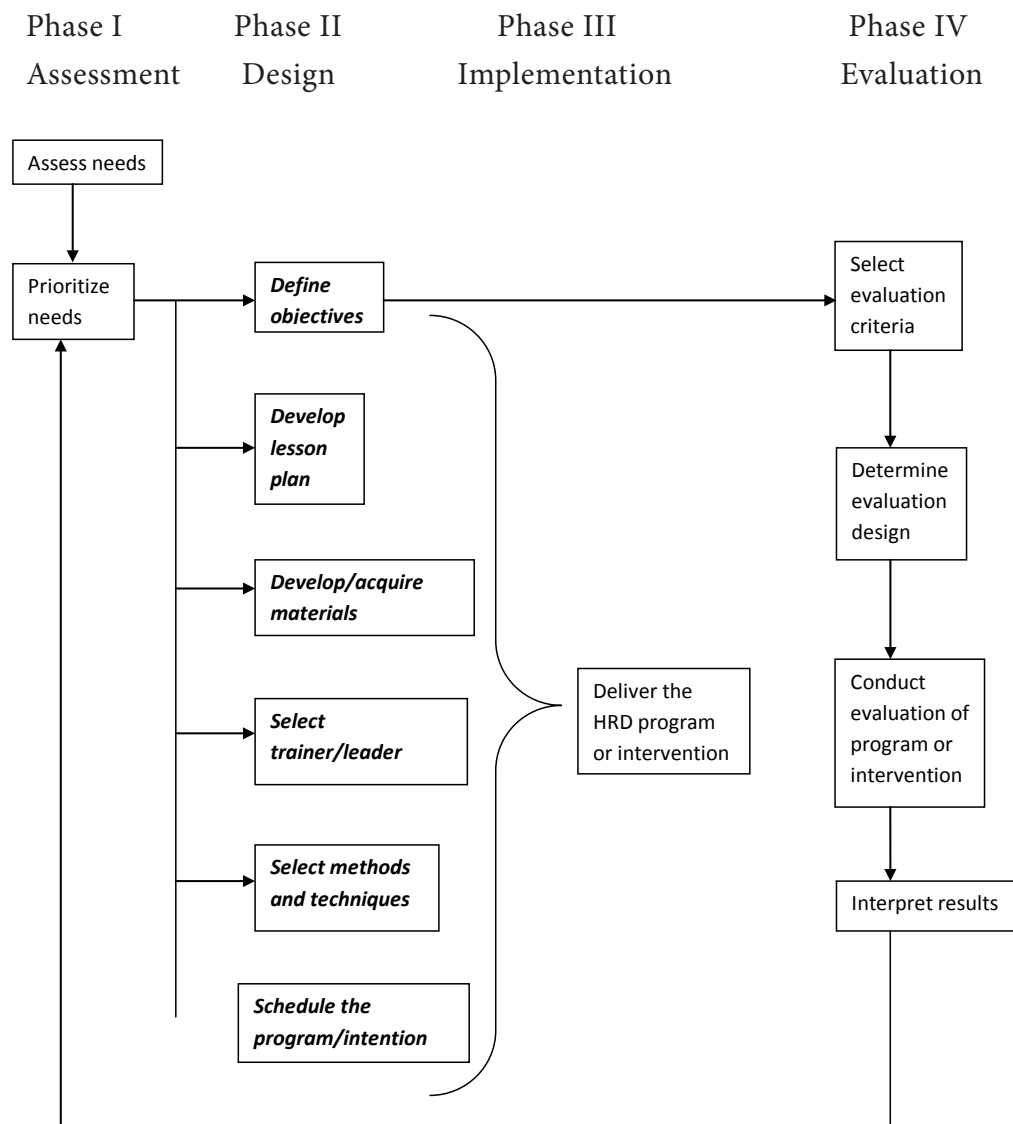 Phase I Phase II Phase III Phase IV
Assessment Design Implementation Evaluation
Assess needs
Prioritize
needs
Define
objectives
Develop
lesson
plan
Develop/acquire
materials
Select
trainer/leader
Select methods
and techniques
Schedule the
program/intention
Deliver the
HRD program
or intervention
Select
evaluation
criteria
Determine
evaluation
design
Conduct
evaluation of
program or
intervention
Interpret results